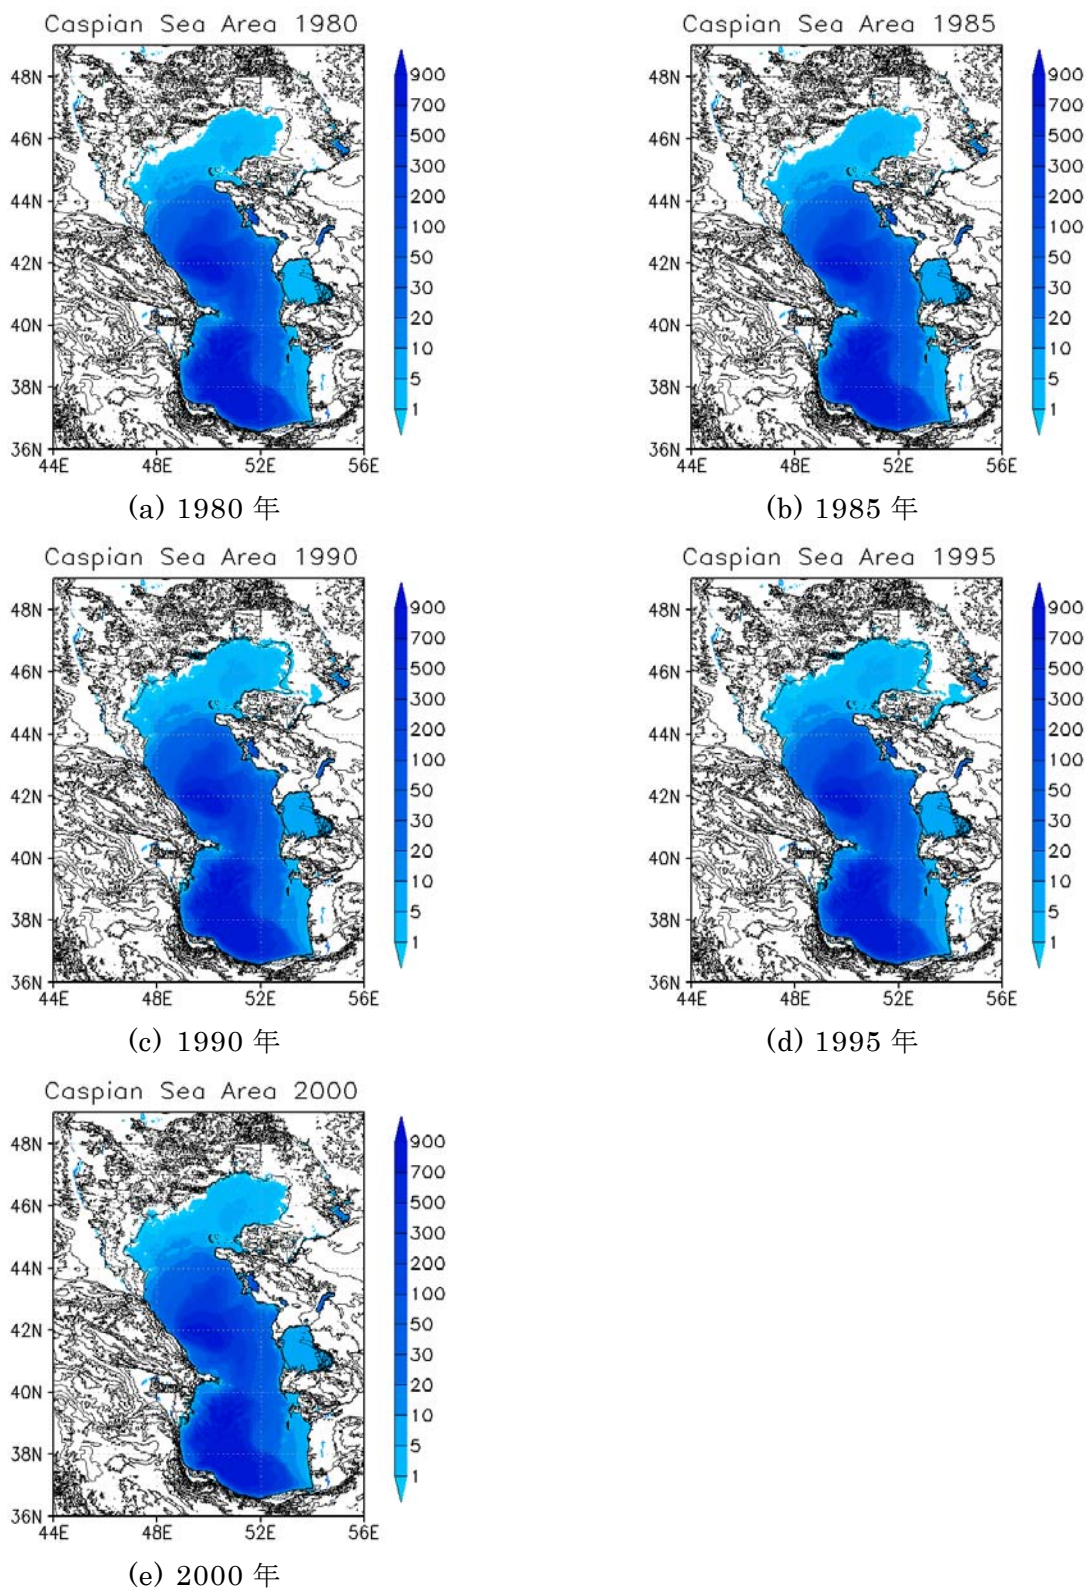 Caspian Sea Area 1980
48N
46N
44N
42N
40N
38N
36N
44E 48E 52E 56E
900
700
500
300
200
100
50
30
20
10
5
1
(a) 1980 年
Caspian Sea Area 1985
48N
46N
44N
42N
40N
38N
36N
44E 48E 52E 56E
900
700
500
300
200
100
50
30
20
10
5
1
(b) 1985 年
Caspian Sea Area 1990
48N
46N
44N
42N
40N
38N
36N
44E 48E 52E 56E
900
700
500
300
200
100
50
30
20
10
5
1
(c) 1990 年
Caspian Sea Area 1995
48N
46N
44N
42N
40N
38N
36N
44E 48E 52E 56E
900
700
500
300
200
100
50
30
20
10
5
1
(d) 1995 年
Caspian Sea Area 2000
48N
46N
44N
42N
40N
38N
36N
44E 48E 52E 56E
900
700
500
300
200
100
50
30
20
10
5
1
(e) 2000 年